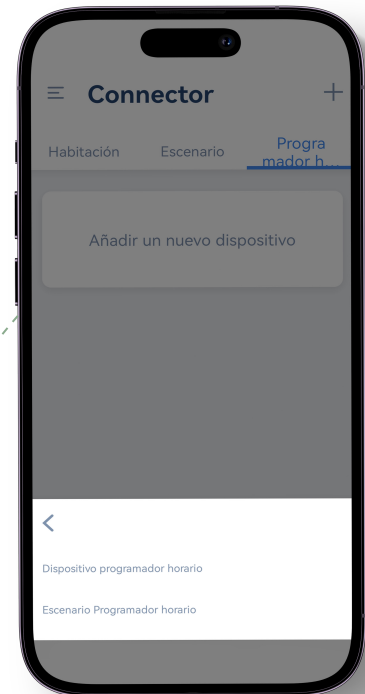 Connector
Habitación
Escenario
Progra
mador h...
Añadir un nuevo dispositivo
Dispositivo programador horario
Escenario Programador horario